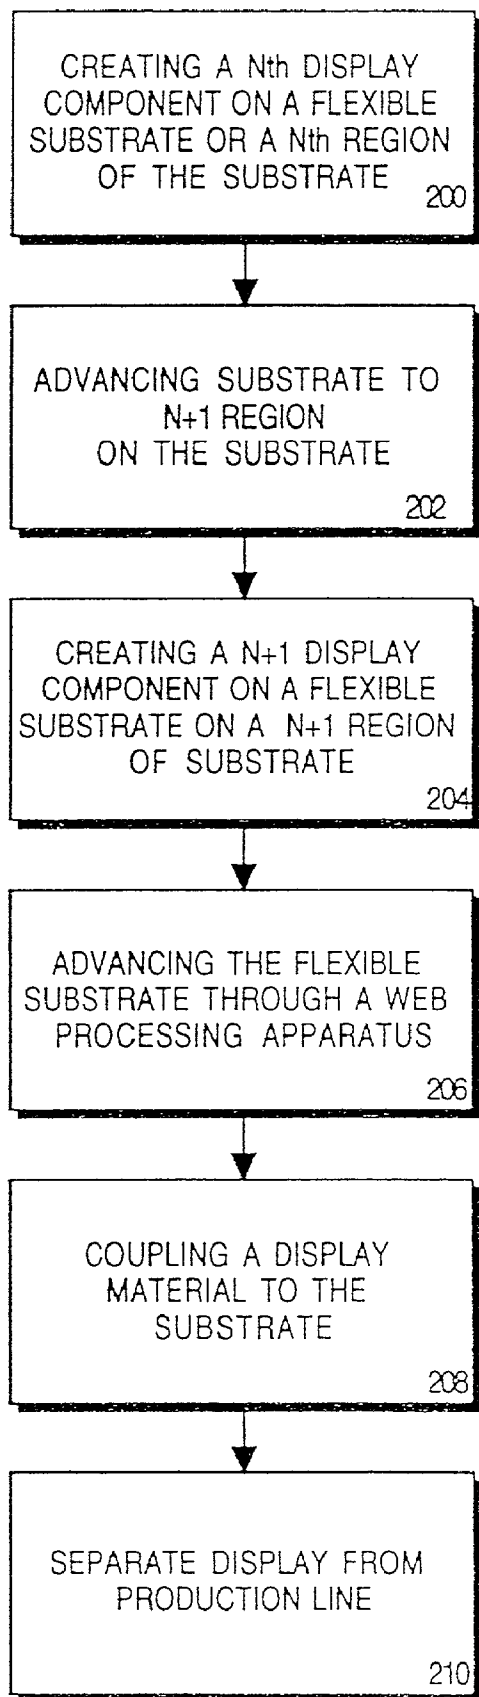 CREATING A Nth DISPLAY
COMPONENT ON A FLEXIBLE
SUBSTRATE OR A Nth REGION
OF THE SUBSTRATE
200
ADVANCING SUBSTRATE TO
N+1 REGION
ON THE SUBSTRATE
202
CREATING A N+1 DISPLAY
COMPONENT ON A FLEXIBLE
SUBSTRATE ON A N+1 REGION
OF SUBSTRATE
204
ADVANCING THE FLEXIBLE
SUBSTRATE THROUGH A WEB
PROCESSING APPARATUS
206
COUPLING A DISPLAY
MATERIAL TO THE
SUBSTRATE
208
SEPARATE DISPLAY FROM
PRODUCTION LINE
210